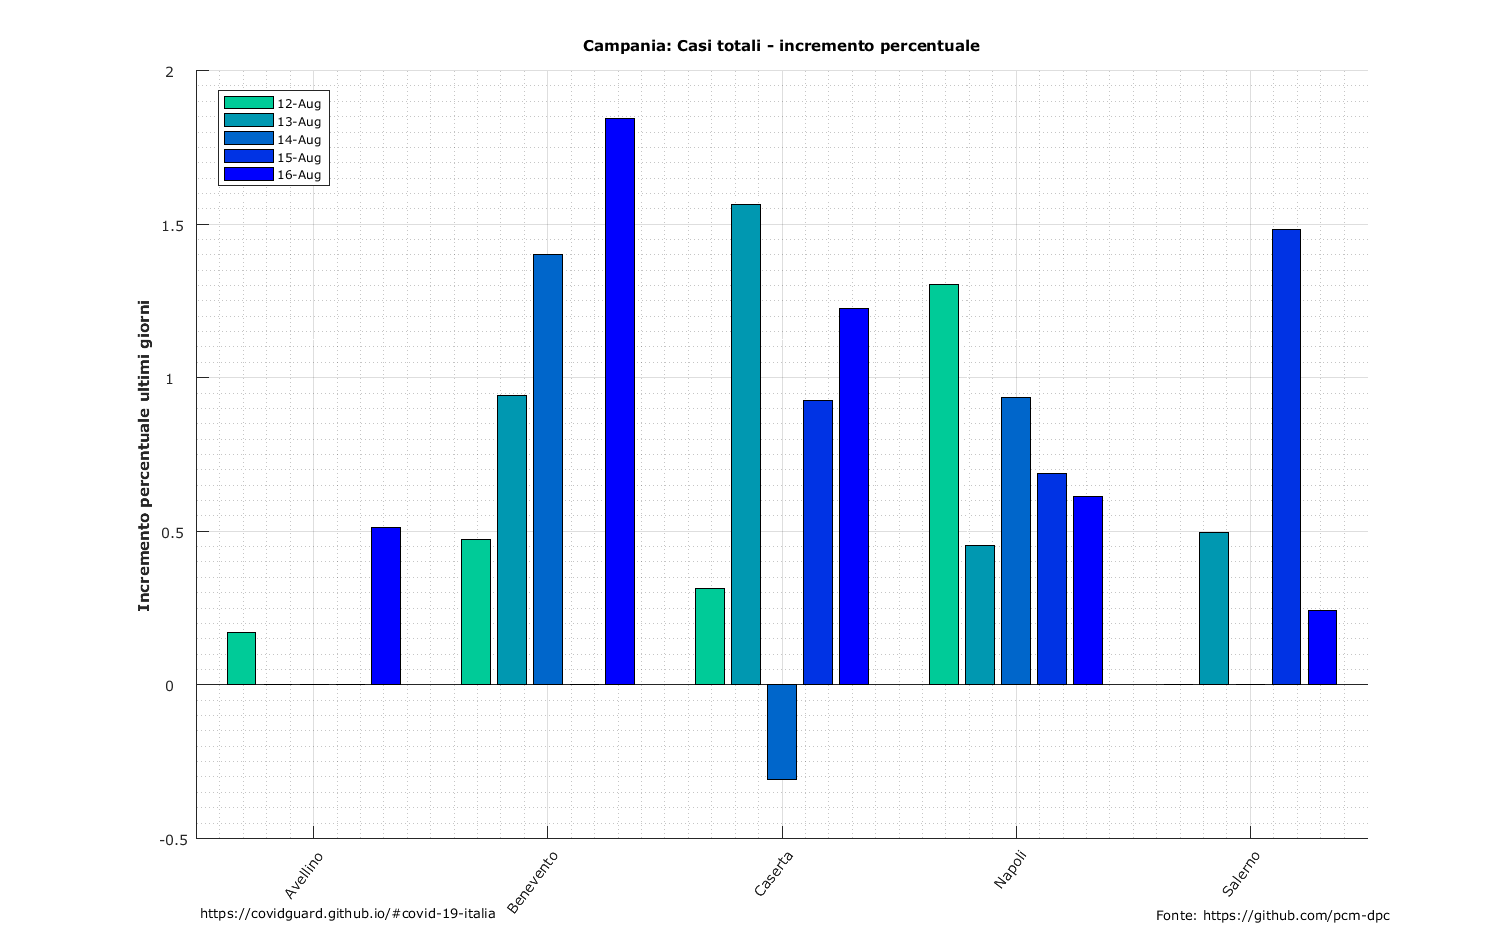 Campania: Casi totali - incremento percentuale
2
1.5
1
0.5
0
-0.5
Incremento percentuale ultimi giorni
12-Aug
13-Aug
14-Aug
15-Aug
16-Aug
Avellino
Benevento
Caserta
Napoli
Salerno
https://covidguard.github.io/#covid-19-italia
Fonte: https://github.com/pcm-dpc